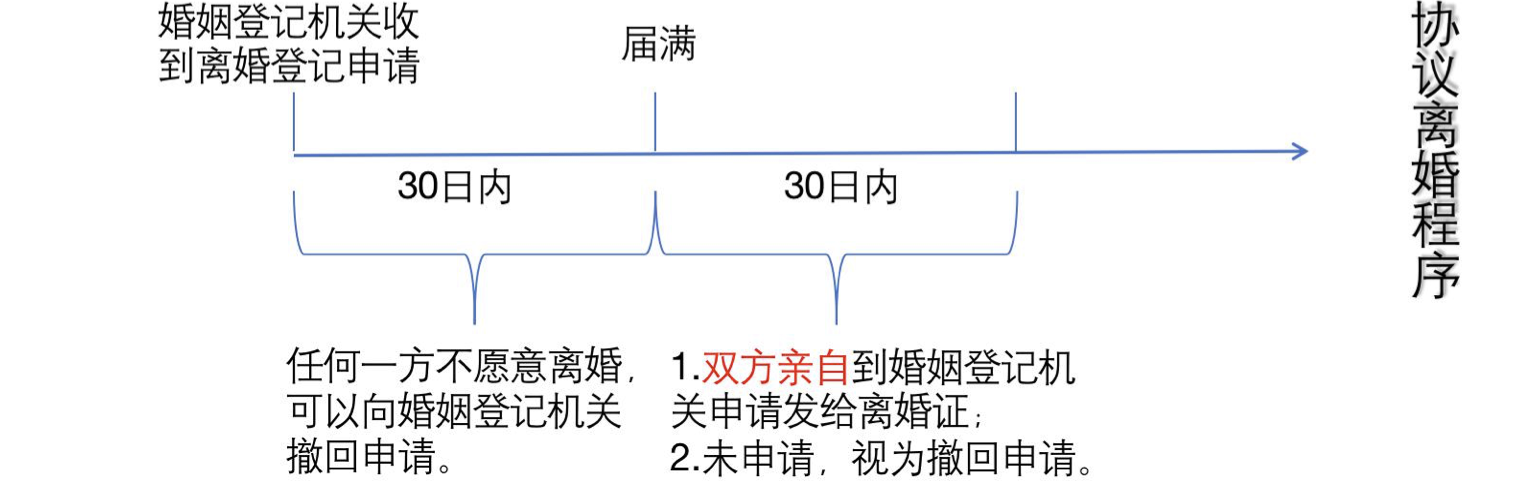 婚姻登记机关收
到离婚登记申请
届满
30日内
30日内
任何一方不愿意离婚,
可以向婚姻登记机关
撤回申请。
1.双方亲自到婚姻登记机
关申请发给离婚证;
2.未申请,视为撤回申请。
协议离婚程序